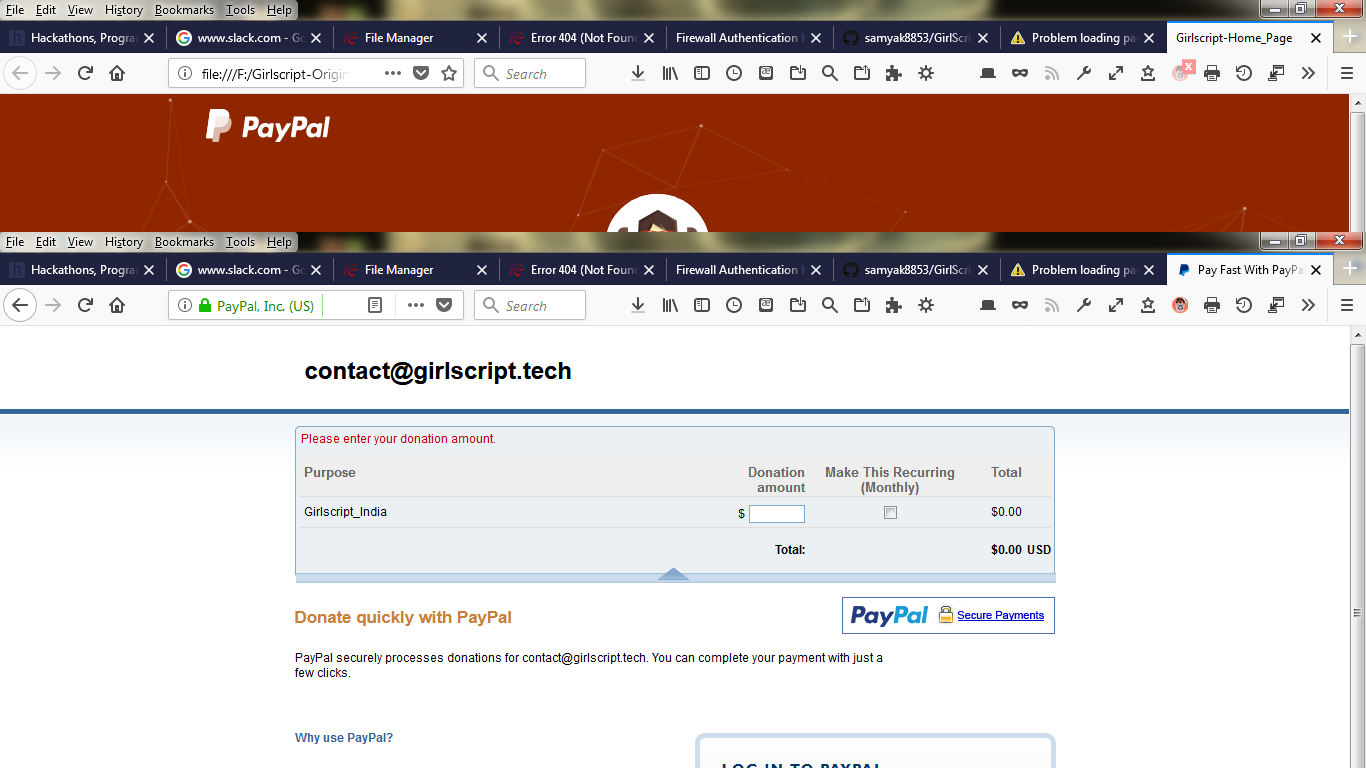 File Edit View History Bookmarks Tools Help
Hackathons, Progra www.slack.com - Go File Manager Error 404 (Not Foun Firewall Authentication samyak8853/GirlScri Problem loading pa Girlscript-Home_Page
file:///F:/Girlscript-Origin Search
PayPal
File Edit View History Bookmarks Tools Help
Hackathons, Progra www.slack.com - Go File Manager Error 404 (Not Foun Firewall Authentication samyak8853/GirlScri Problem loading pa Pay Fast With PayPa
PayPal, Inc. (US) Search
contact@girlscript.tech
Please enter your donation amount.
Purpose Donation amount Make This Recurring (Monthly) Total
Girlscript_India $ $0.00
Total: $0.00 USD
Donate quickly with PayPal PayPal Secure Payments
PayPal securely processes donations for contact@girlscript.tech. You can complete your payment with just a
few clicks.
Why use PayPal?
LOG IN TO PAYPAL